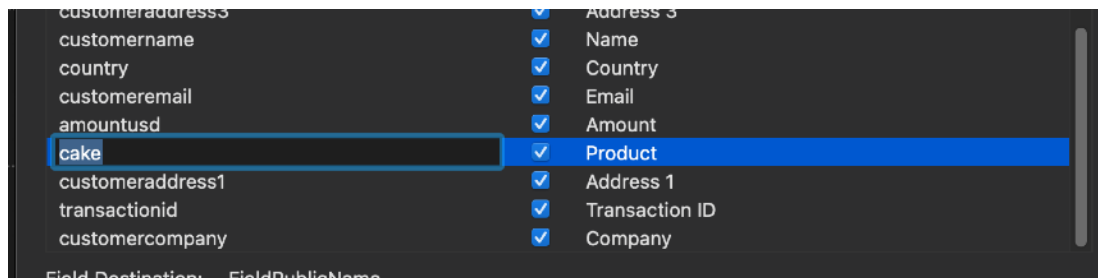 customeraddress3 Address 3
customername Name
country Country
customeremail Email
amountusd Amount
cake Product
customeraddress1 Address 1
transactionid Transaction ID
customercompany Company
Field Destination: FieldPublicName